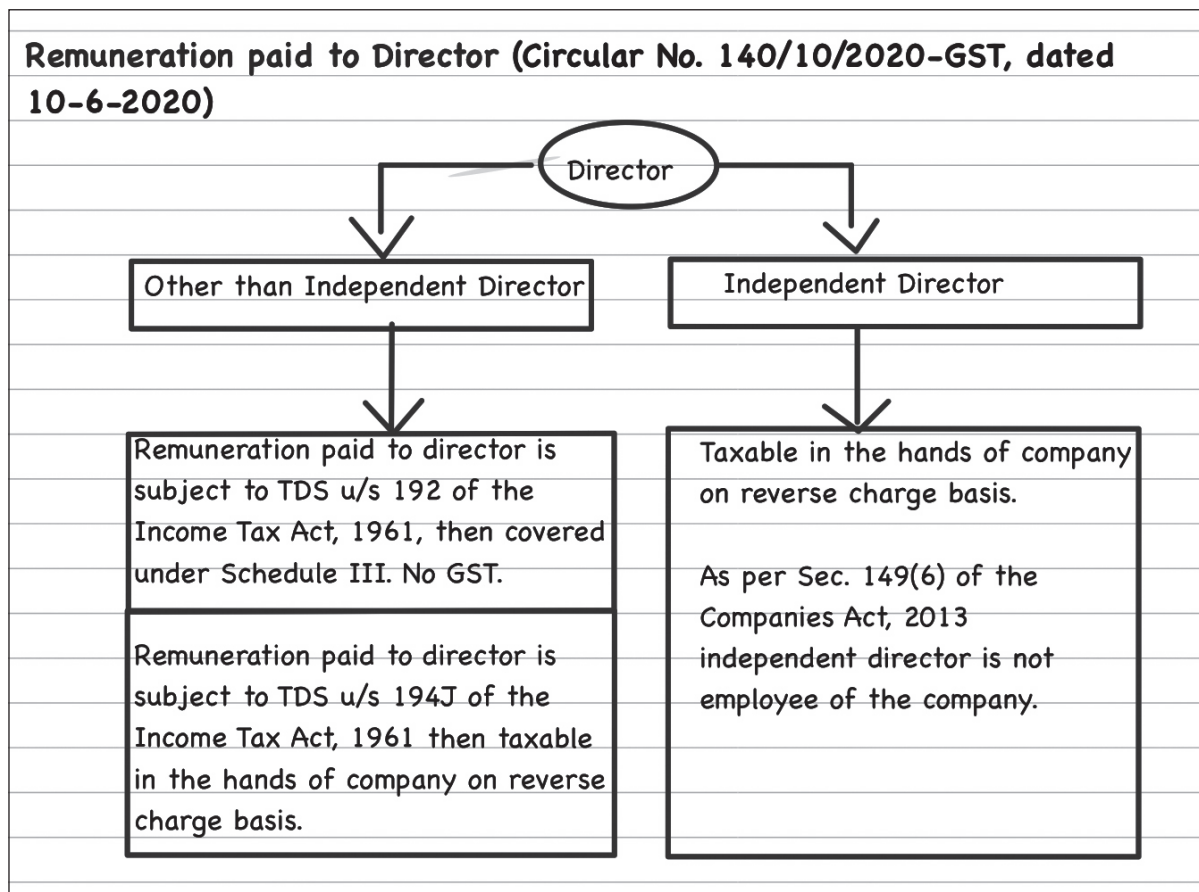 Remuneration paid to Director (Circular No. 140/10/2020-GST, dated
10-6-2020)
Director
Other than Independent Director
Independent Director
Remuneration paid to director is
subject to TDS u/s 192 of the
Income Tax Act, 1961, then covered
under Schedule III. No GST.
Remuneration paid to director is
subject to TDS u/s 194J of the
Income Tax Act, 1961 then taxable
in the hands of company on reverse
charge basis.
Taxable in the hands of company
on reverse charge basis.
As per Sec. 149(6) of the
Companies Act, 2013
independent director is not
employee of the company.